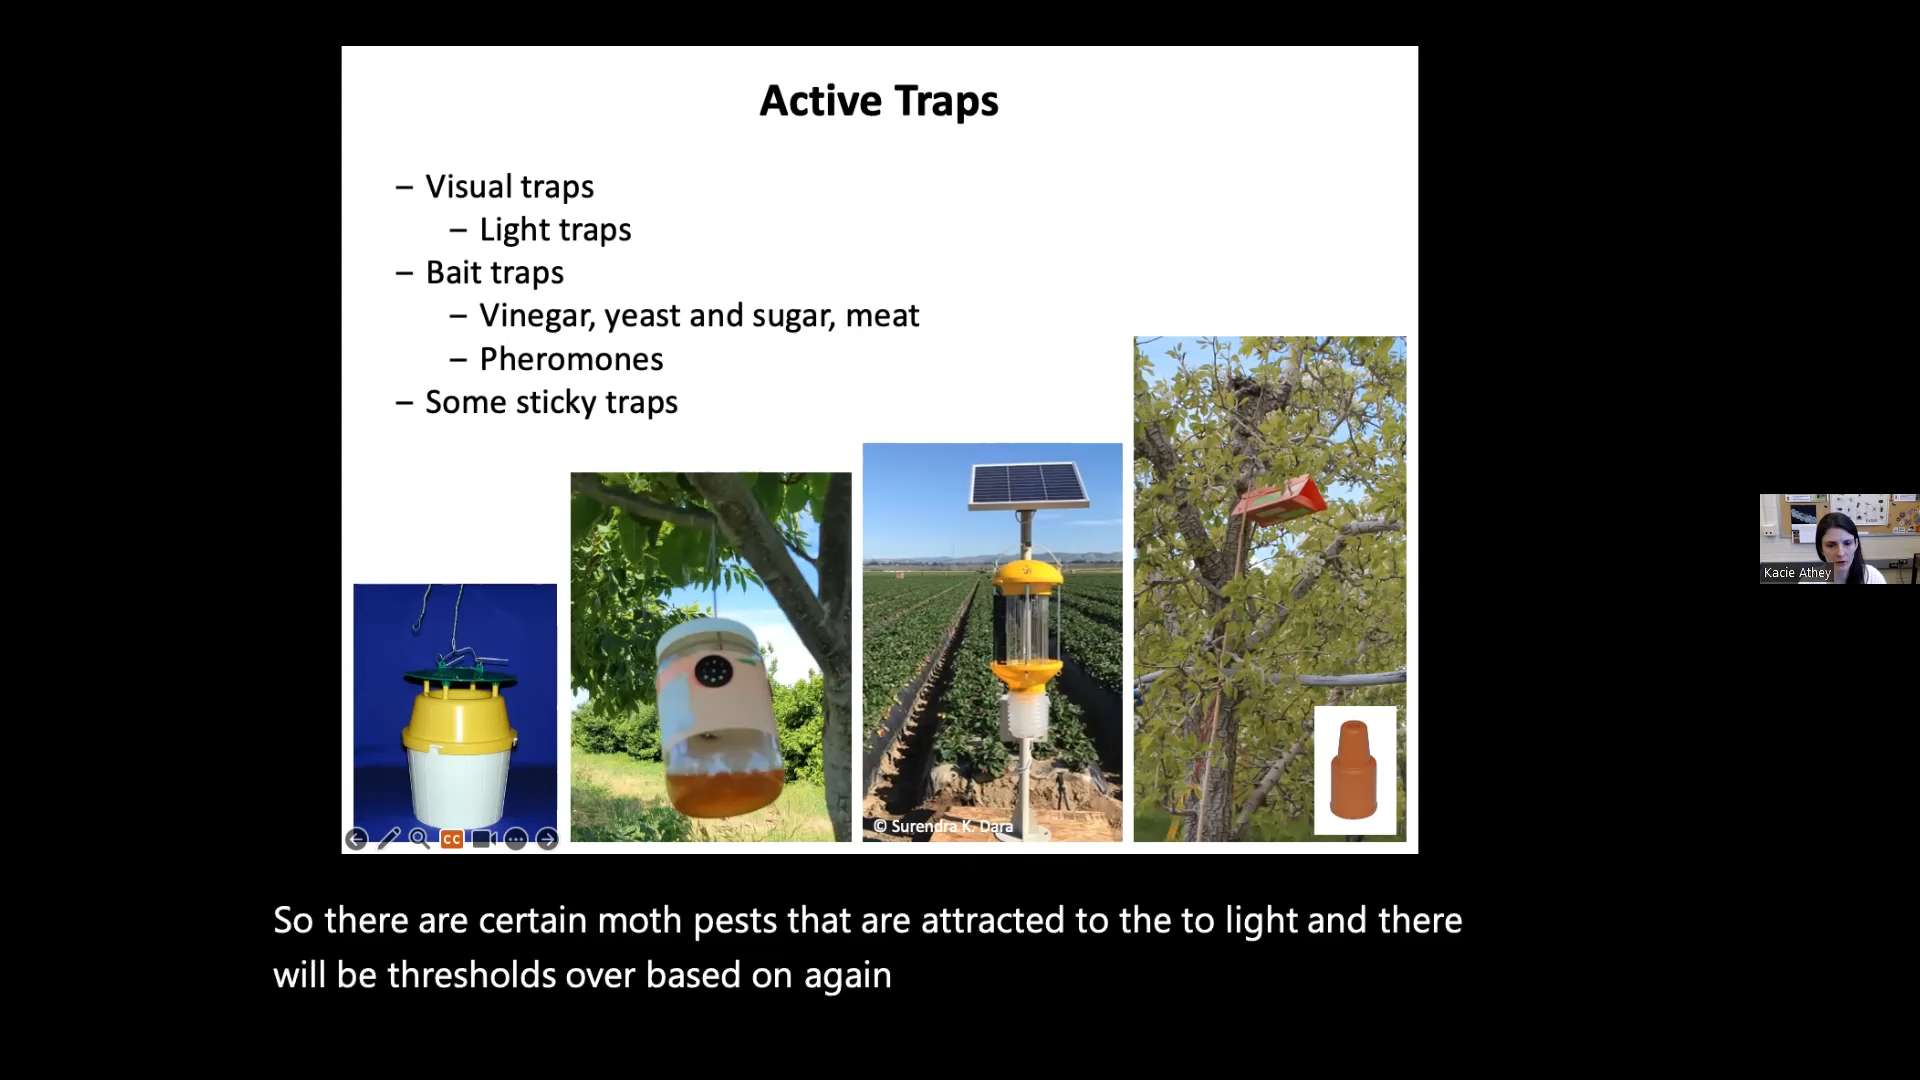 Active Traps
– Visual traps
– Light traps
– Bait traps
– Vinegar, yeast and sugar, meat
– Pheromones
– Some sticky traps
© Surendra K. Dara
CC
Kacie Athey
So there are certain moth pests that are attracted to the to light and there
will be thresholds over based on again